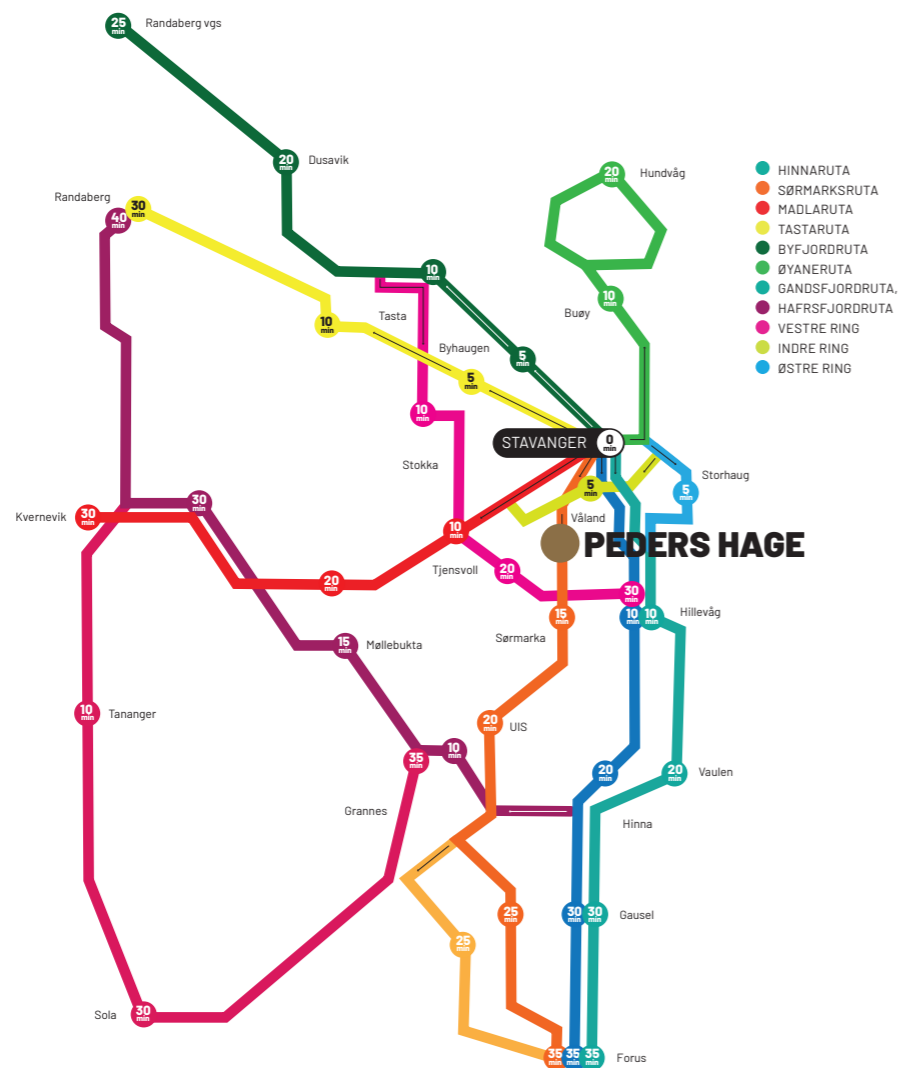 25 min Randaberg vgs
20 min Dusavik
Randaberg
40 min
30 min
20 min Hundvåg
HINNARUTA
SØRMARKSRUTA
MADLARUTA
TASTARUTA
BYFJORDRUTA
ØYANERUTA
GANDSFJORDRUTA,
HAFRSFJORDRUTA
VESTRE RING
INDRE RING
ØSTRE RING
10 min
10 min
Buøy
Tasta
10 min
Byhaugen
5 min
5 min
10 min
STAVANGER 0 min
Stokka
Storhaug
5 min
5 min
30 min
Kvernevik 30 min
Våland
10 min
PEDERS HAGE
Tjensvoll
20 min
20 min
30 min
Hillevåg
15 min
10 min
10 min
Sørmarka
15 min Møllebukta
10 min Tananger
20 min UIS
10 min
35 min
20 min
20 min Vaulen
Grannes
Hinna
25 min
30 min
30 min Gausel
25 min
Sola 30 min
35 min
35 min
35 min Forus